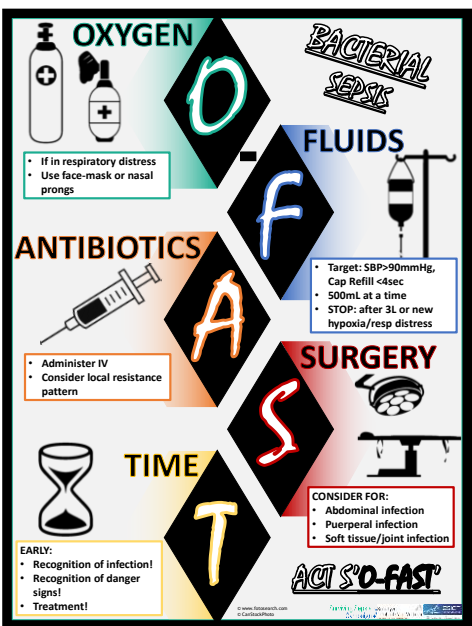 OXYGEN
BACTERIAL
SEPSIS
O
-
• If in respiratory distress
• Use face-mask or nasal
prongs
FLUIDS
F
• Target: SBP>90mmHg,
Cap Refill <4sec
• 500mL at a time
• STOP: after 3L or new
hypoxia/resp distress
ANTIBIOTICS
A
• Administer IV
• Consider local resistance
pattern
SURGERY
S
CONSIDER FOR:
• Abdominal infection
• Puerperal infection
• Soft tissue/joint infection
TIME
T
EARLY:
• Recognition of infection!
• Recognition of danger
signs!
• Treatment!
ACT S'O-FAST'
© www.fotosearch.com
© CanStockPhoto